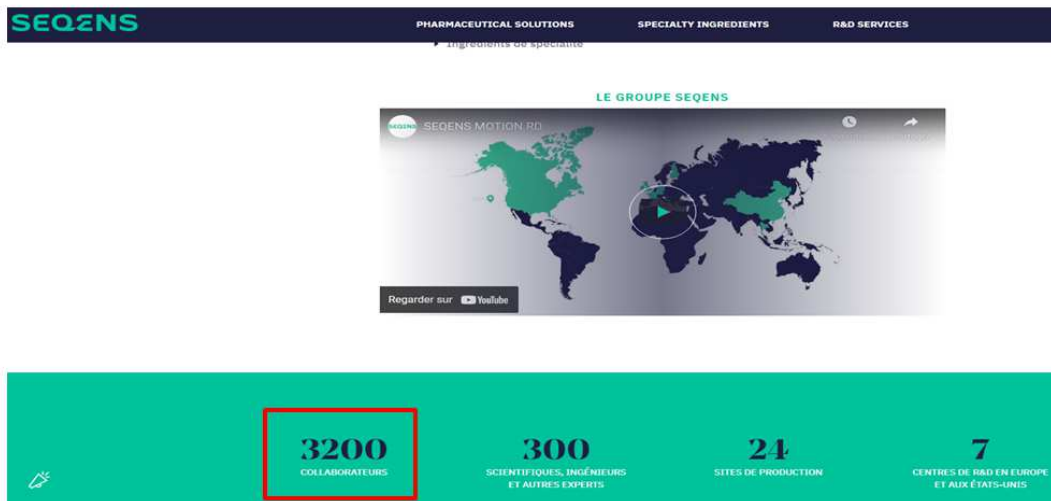 SEQENS
PHARMACEUTICAL SOLUTIONS
SPECIALTY INGREDIENTS
R&D SERVICES
Ingrédients de spécialité
LE GROUPE SEQENS
SEQENS
SEQENS MOTION RD
Regarder sur YouTube
3200
COLLABORATEURS
300
SCIENTIFIQUES, INGÉNIEURS
ET AUTRES EXPERTS
24
SITES DE PRODUCTION
7
CENTRES DE R&D EN EUROPE
ET AUX ÉTATS-UNIS